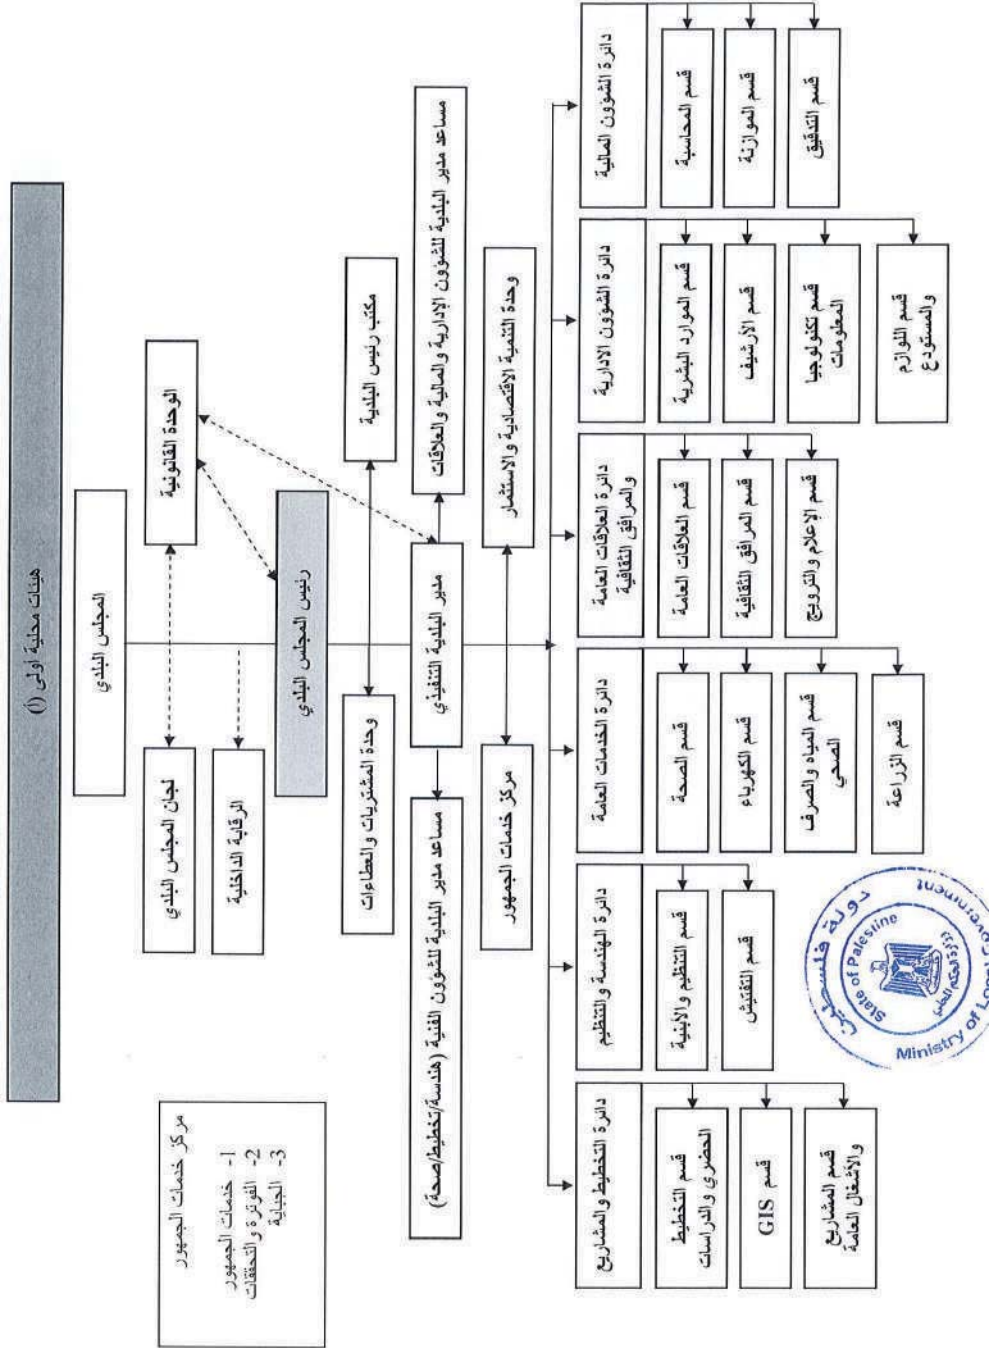 هيئات محلية أولى (أ)
المجلس البلدي
الوحدة القانونية
لجان المجلس البلدي
الرقابة الداخلية
رئيس المجلس البلدي
مكتب رئيس البلدية
وحدة المشتريات والعطاءات
مساعد مدير البلدية للشؤون الإدارية والمالية والعلاقات
مدير البلدية التنفيذي
مساعد مدير البلدية للشؤون الفنية (هندسة/تخطيط/صحة)
وحدة التنمية الاقتصادية والاستثمار
مركز خدمات الجمهور
دائرة الشؤون المالية
قسم المحاسبة
قسم الموازنة
قسم التدقيق
دائرة الشؤون الادارية
قسم الموارد البشرية
قسم الأرشيف
قسم تكنولوجيا
المعلومات
قسم اللوازم
والمستودع
دائرة العلاقات العامة
والمرافق الثقافية
قسم العلاقات العامة
قسم المرافق الثقافية
قسم الإعلام والترويج
دائرة الخدمات العامة
قسم الصحة
قسم الكهرباء
قسم المياه والصرف
الصحي
قسم الزراعة
دائرة الهندسة والتنظيم
قسم التنظيم والأبنية
قسم التفتيش
دائرة التخطيط والمشاريع
قسم التخطيط
الحضري والدراسات
قسم GIS
قسم المشاريع
والأشغال العامة
مركز خدمات الجمهور
1- خدمات الجمهور
2- الفوترة والتحققات
3- الجباية
دولة فلسطين
State of Palestine
وزارة الحكم المحلي
Ministry of Local Government